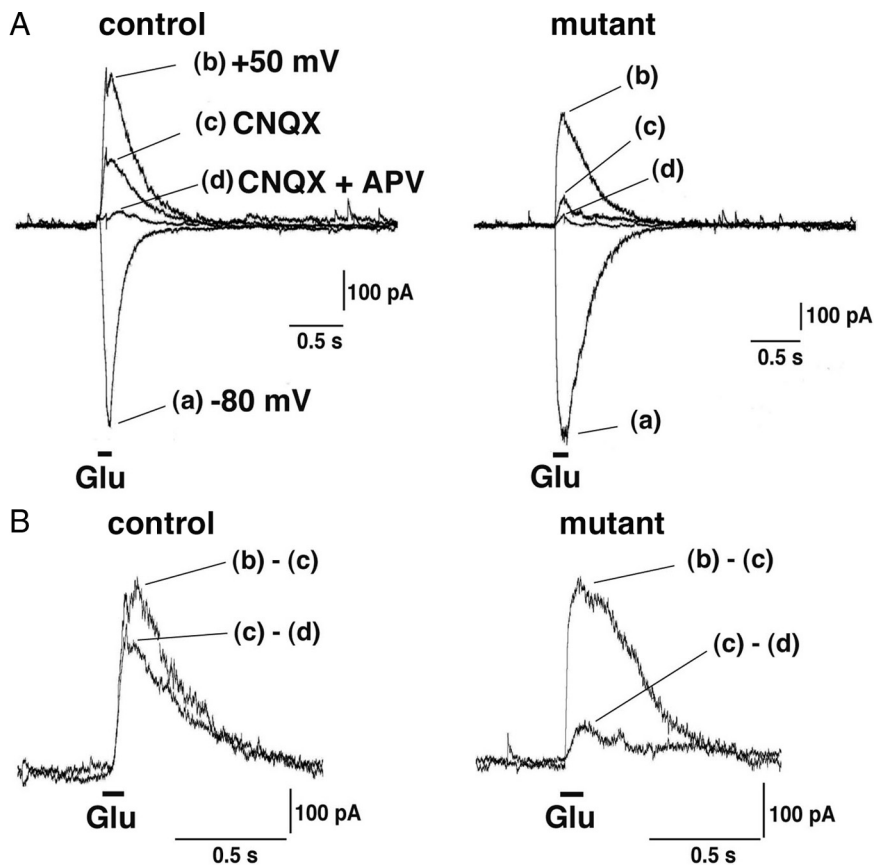 A
control
mutant
(b) +50 mV
(c) CNQX
(d) CNQX + APV
100 pA
0.5 s
(a) -80 mV
Glu
(b)
(c)
(d)
100 pA
0.5 s
(a)
Glu
B
control
mutant
(b) - (c)
(c) - (d)
Glu
100 pA
0.5 s
(b) - (c)
(c) - (d)
Glu
100 pA
0.5 s